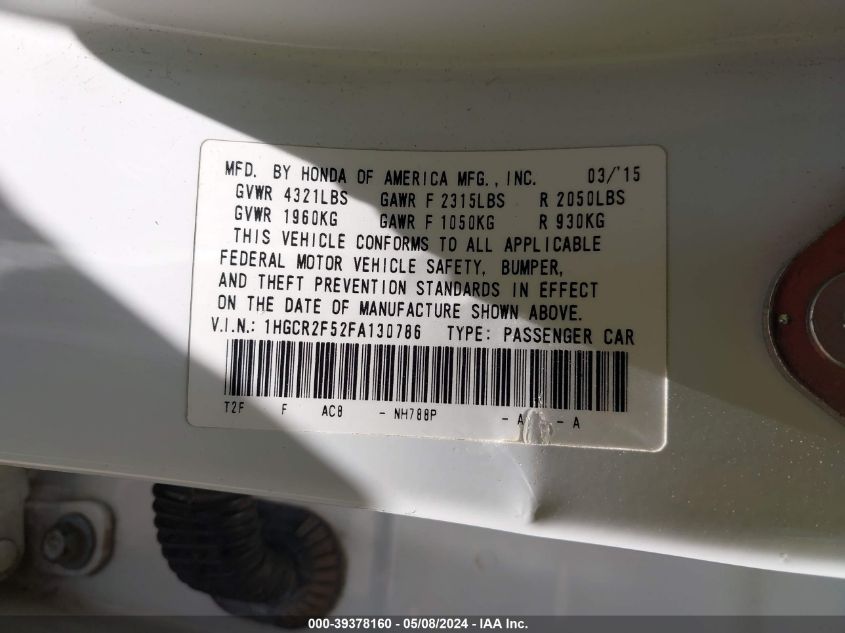 MFD. BY HONDA OF AMERICA MFG., INC. 03/'15
GVWR 4321LBS GAWR F 2315LBS R 2050LBS
GVWR 1960KG GAWR F 1050KG R 930KG
THIS VEHICLE CONFORMS TO ALL APPLICABLE
FEDERAL MOTOR VEHICLE SAFETY, BUMPER,
AND THEFT PREVENTION STANDARDS IN EFFECT
ON THE DATE OF MANUFACTURE SHOWN ABOVE.
V.I.N.: 1HGCR2F52FA130786 TYPE: PASSENGER CAR
T2F F AC8 - NH788P - A - A
000-39378160 - 05/08/2024 - IAA Inc.